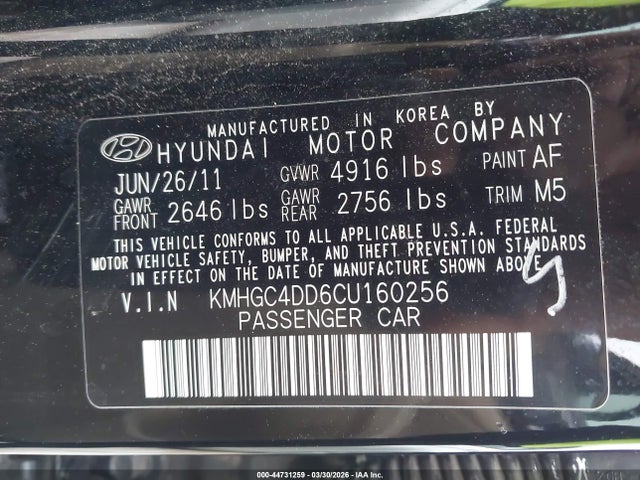 MANUFACTURED IN KOREA BY
HYUNDAI MOTOR COMPANY
JUN/26/11 GVWR 4916 lbs PAINT AF
GAWR FRONT 2646 lbs GAWR REAR 2756 lbs TRIM M5
THIS VEHICLE CONFORMS TO ALL APPLICABLE U.S.A. FEDERAL
MOTOR VEHICLE SAFETY, BUMPER, AND THEFT PREVENTION STANDARDS
IN EFFECT ON THE DATE OF MANUFACTURE SHOWN ABOVE
V.I.N KMHGC4DD6CU160256
PASSENGER CAR
000-44731259 - 03/30/2026 - IAA Inc.